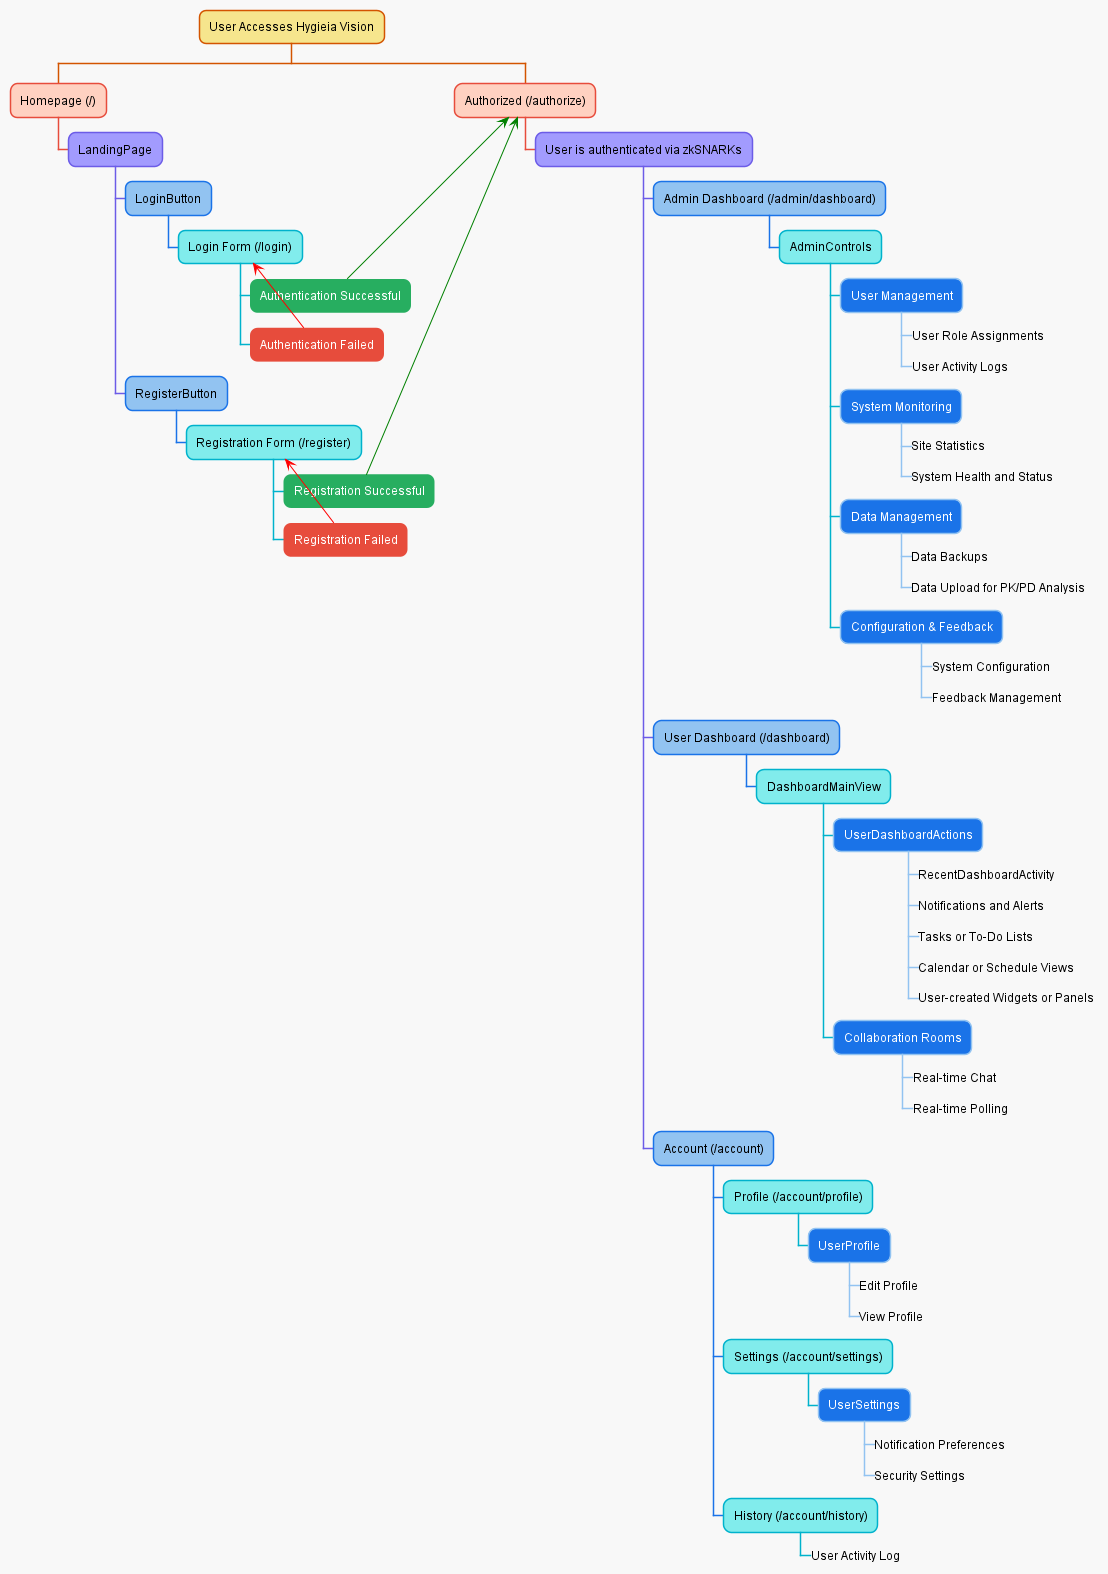 User Accesses Hygieia Vision
Homepage (/)
LandingPage
LoginButton
Login Form (/login)
Authentication Successful
Authentication Failed
RegisterButton
Registration Form (/register)
Registration Successful
Registration Failed
Authorized (/authorize)
User is authenticated via zkSNARKs
Admin Dashboard (/admin/dashboard)
AdminControls
User Management
User Role Assignments
User Activity Logs
System Monitoring
Site Statistics
System Health and Status
Data Management
Data Backups
Data Upload for PK/PD Analysis
Configuration & Feedback
System Configuration
Feedback Management
User Dashboard (/dashboard)
DashboardMainView
UserDashboardActions
RecentDashboardActivity
Notifications and Alerts
Tasks or To-Do Lists
Calendar or Schedule Views
User-created Widgets or Panels
Collaboration Rooms
Real-time Chat
Real-time Polling
Account (/account)
Profile (/account/profile)
UserProfile
Edit Profile
View Profile
Settings (/account/settings)
UserSettings
Notification Preferences
Security Settings
History (/account/history)
User Activity Log